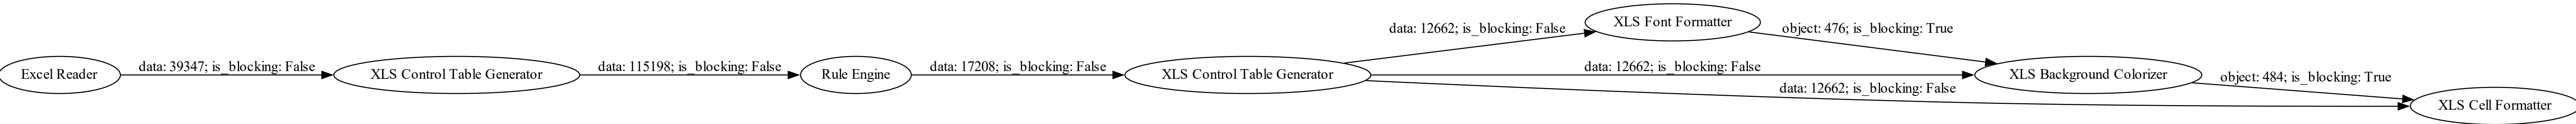 Excel Reader
data: 39347; is_blocking: False
XLS Control Table Generator
data: 115198; is_blocking: False
Rule Engine
data: 17208; is_blocking: False
XLS Control Table Generator
data: 12662; is_blocking: False
XLS Font Formatter
object: 476; is_blocking: True
data: 12662; is_blocking: False
XLS Background Colorizer
data: 12662; is_blocking: False
object: 484; is_blocking: True
XLS Cell Formatter